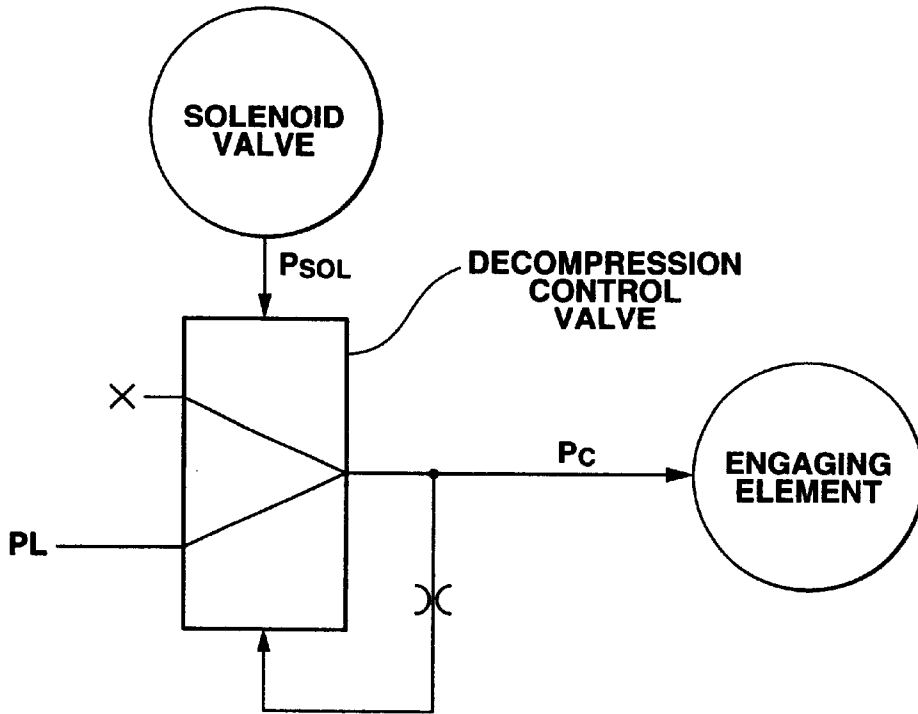 SOLENOID
VALVE
PSOL
DECOMPRESSION
CONTROL
VALVE
PC
ENGAGING
ELEMENT
PL